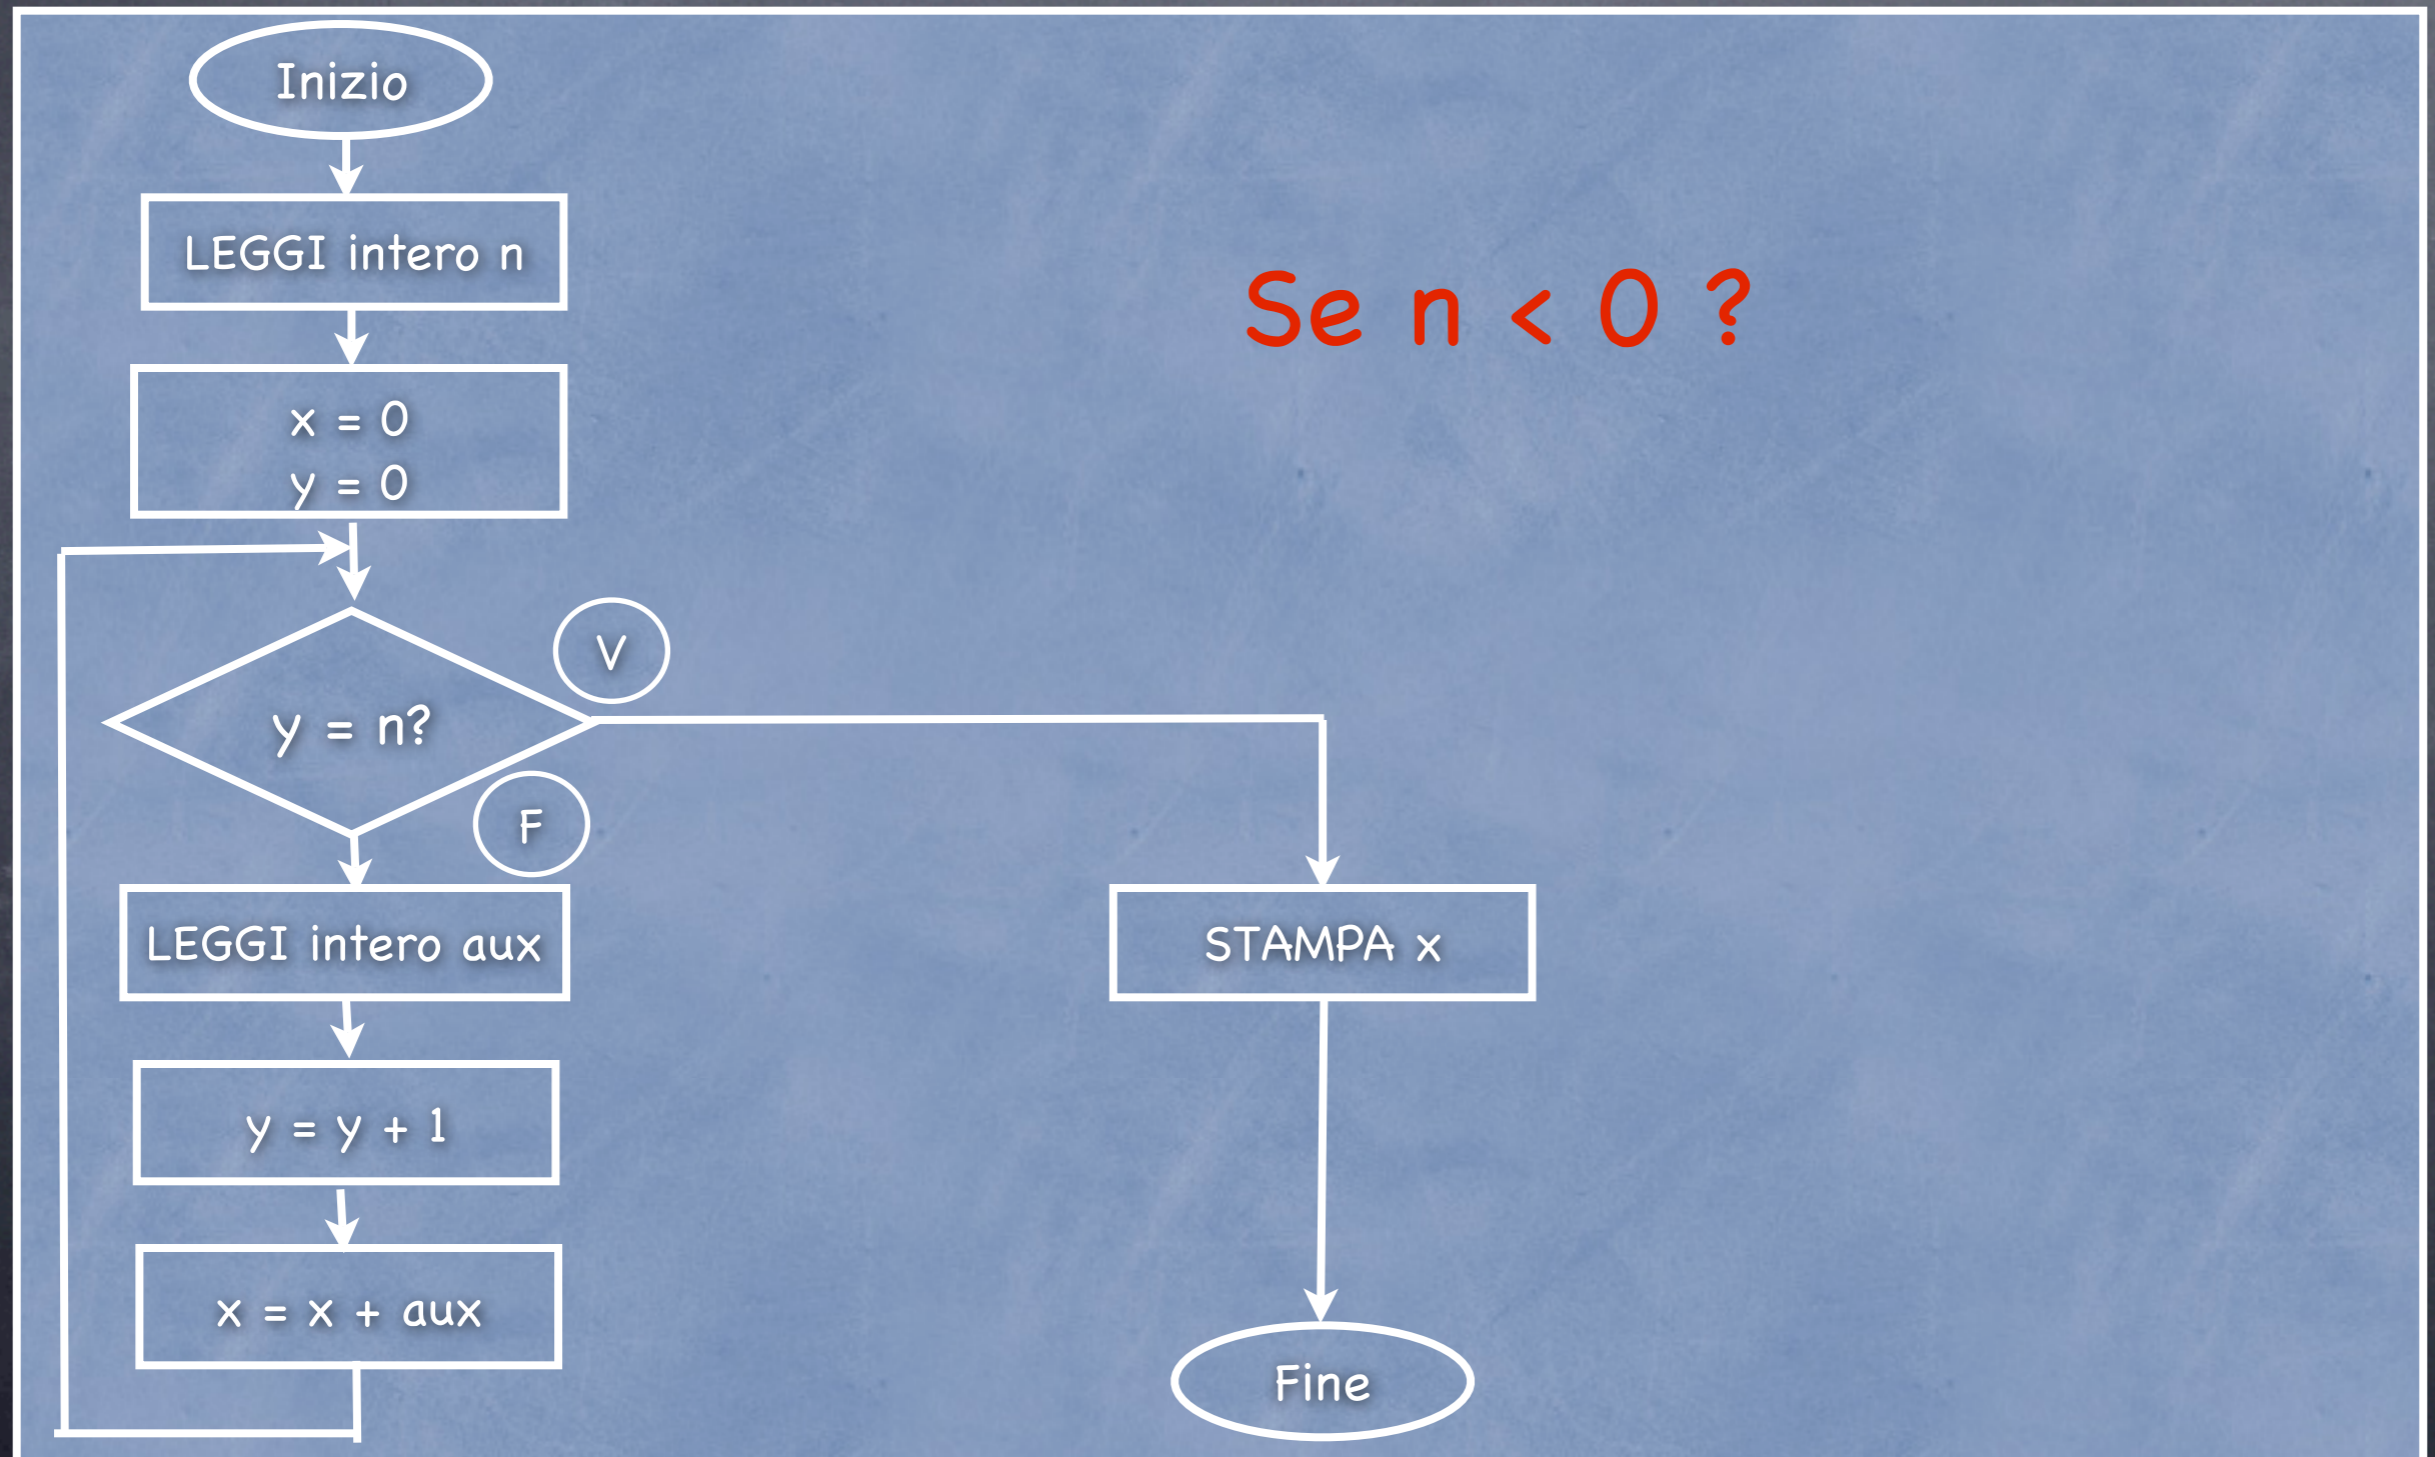 Inizio
LEGGI intero n
Se n < 0 ?
x = 0
y = 0
V
y = n?
F
LEGGI intero aux
STAMPA x
y = y + 1
x = x + aux
Fine